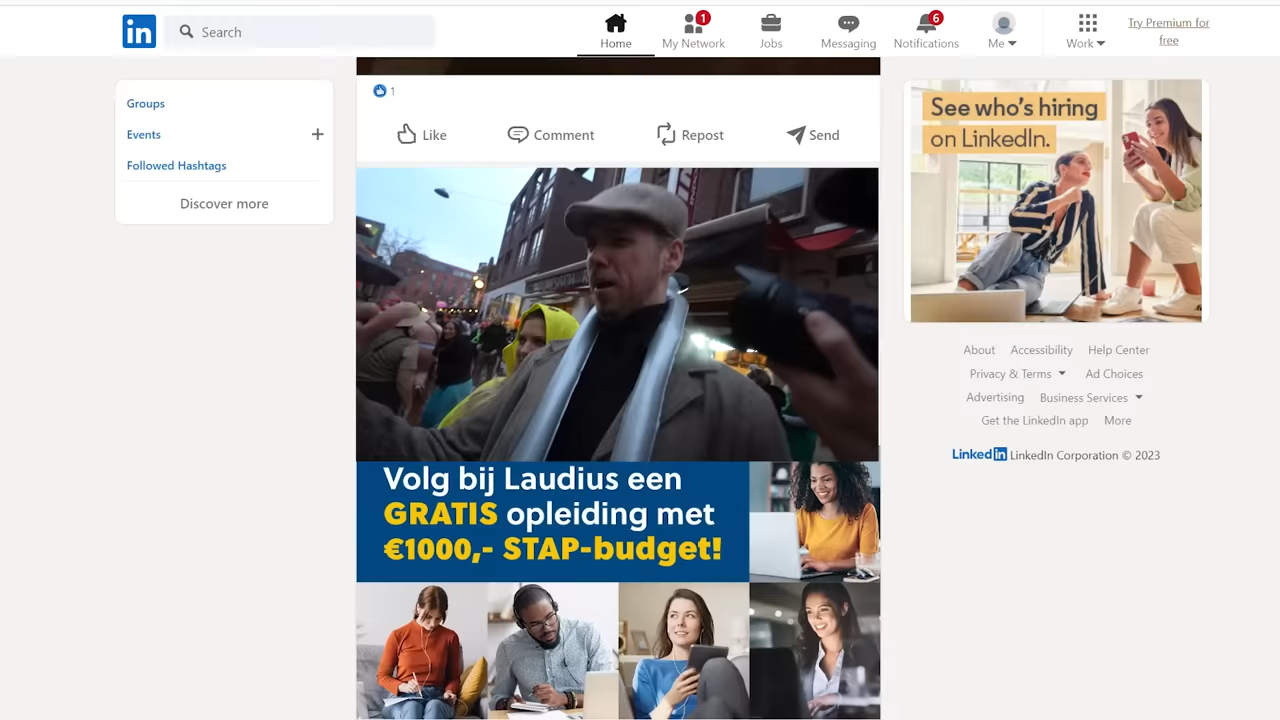 in
Search
1
Home
My Network
Jobs
Messaging
6
Notifications
Me
Work
Try Premium for
free
Groups
Events
Followed Hashtags
Discover more
1
Like
Comment
Repost
Send
Volg bij Laudius een
GRATIS opleiding met
€1000,- STAP-budget!
See who's hiring
on LinkedIn.
About Accessibility Help Center
Privacy & Terms Ad Choices
Advertising Business Services
Get the LinkedIn app More
Linkedin LinkedIn Corporation © 2023